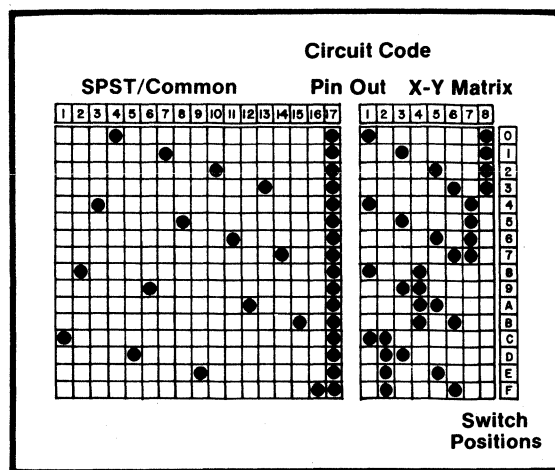 Circuit Code
SPST/Common Pin Out X-Y Matrix
1 2 3 4 5 6 7 8 9 10 11 12 13 14 15 16 17 1 2 3 4 5 6 7 8
0
1
2
3
4
5
6
7
8
9
A
B
C
D
E
F
Switch
Positions